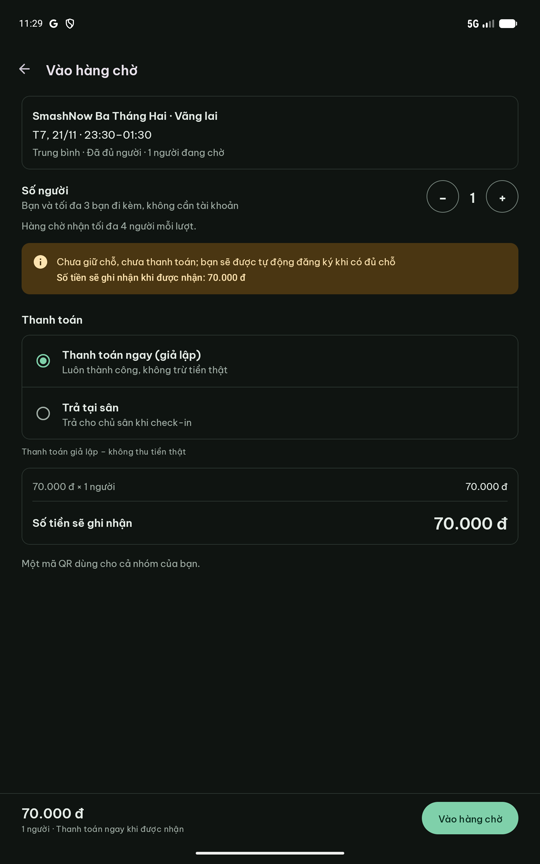 11:29
5G
Vào hàng chờ
SmashNow Ba Tháng Hai · Vãng lai
T7, 21/11 · 23:30–01:30
Trung bình · Đã đủ người · 1 người đang chờ
Số người
Bạn và tối đa 3 bạn đi kèm, không cần tài khoản
− 1 +
Hàng chờ nhận tối đa 4 người mỗi lượt.
Chưa giữ chỗ, chưa thanh toán; bạn sẽ được tự động đăng ký khi có đủ chỗ
Số tiền sẽ ghi nhận khi được nhận: 70.000 đ
Thanh toán
Thanh toán ngay (giả lập)
Luôn thành công, không trừ tiền thật
Trả tại sân
Trả cho chủ sân khi check-in
Thanh toán giả lập – không thu tiền thật
70.000 đ × 1 người 70.000 đ
Số tiền sẽ ghi nhận 70.000 đ
Một mã QR dùng cho cả nhóm của bạn.
70.000 đ
1 người · Thanh toán ngay khi được nhận
Vào hàng chờ